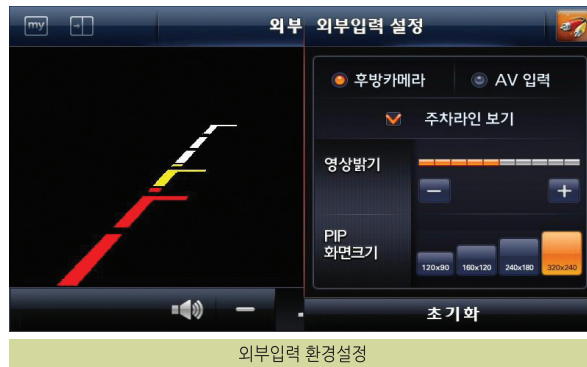 my
외부
외부입력 설정
후방카메라
AV 입력
주차라인 보기
영상밝기
PIP
화면크기
120x90
160x120
240x180
320x240
초기화
외부입력 환경설정